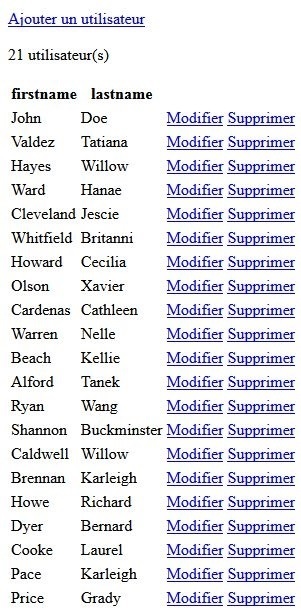 Ajouter un utilisateur
21 utilisateur(s)
firstname lastname
John Doe Modifier Supprimer
Valdez Tatiana Modifier Supprimer
Hayes Willow Modifier Supprimer
Ward Hanae Modifier Supprimer
Cleveland Jescie Modifier Supprimer
Whitfield Britanni Modifier Supprimer
Howard Cecilia Modifier Supprimer
Olson Xavier Modifier Supprimer
Cardenas Cathleen Modifier Supprimer
Warren Nelle Modifier Supprimer
Beach Kellie Modifier Supprimer
Alford Tanek Modifier Supprimer
Ryan Wang Modifier Supprimer
Shannon Buckminster Modifier Supprimer
Caldwell Willow Modifier Supprimer
Brennan Karleigh Modifier Supprimer
Howe Richard Modifier Supprimer
Dyer Bernard Modifier Supprimer
Cooke Laurel Modifier Supprimer
Pace Karleigh Modifier Supprimer
Price Grady Modifier Supprimer